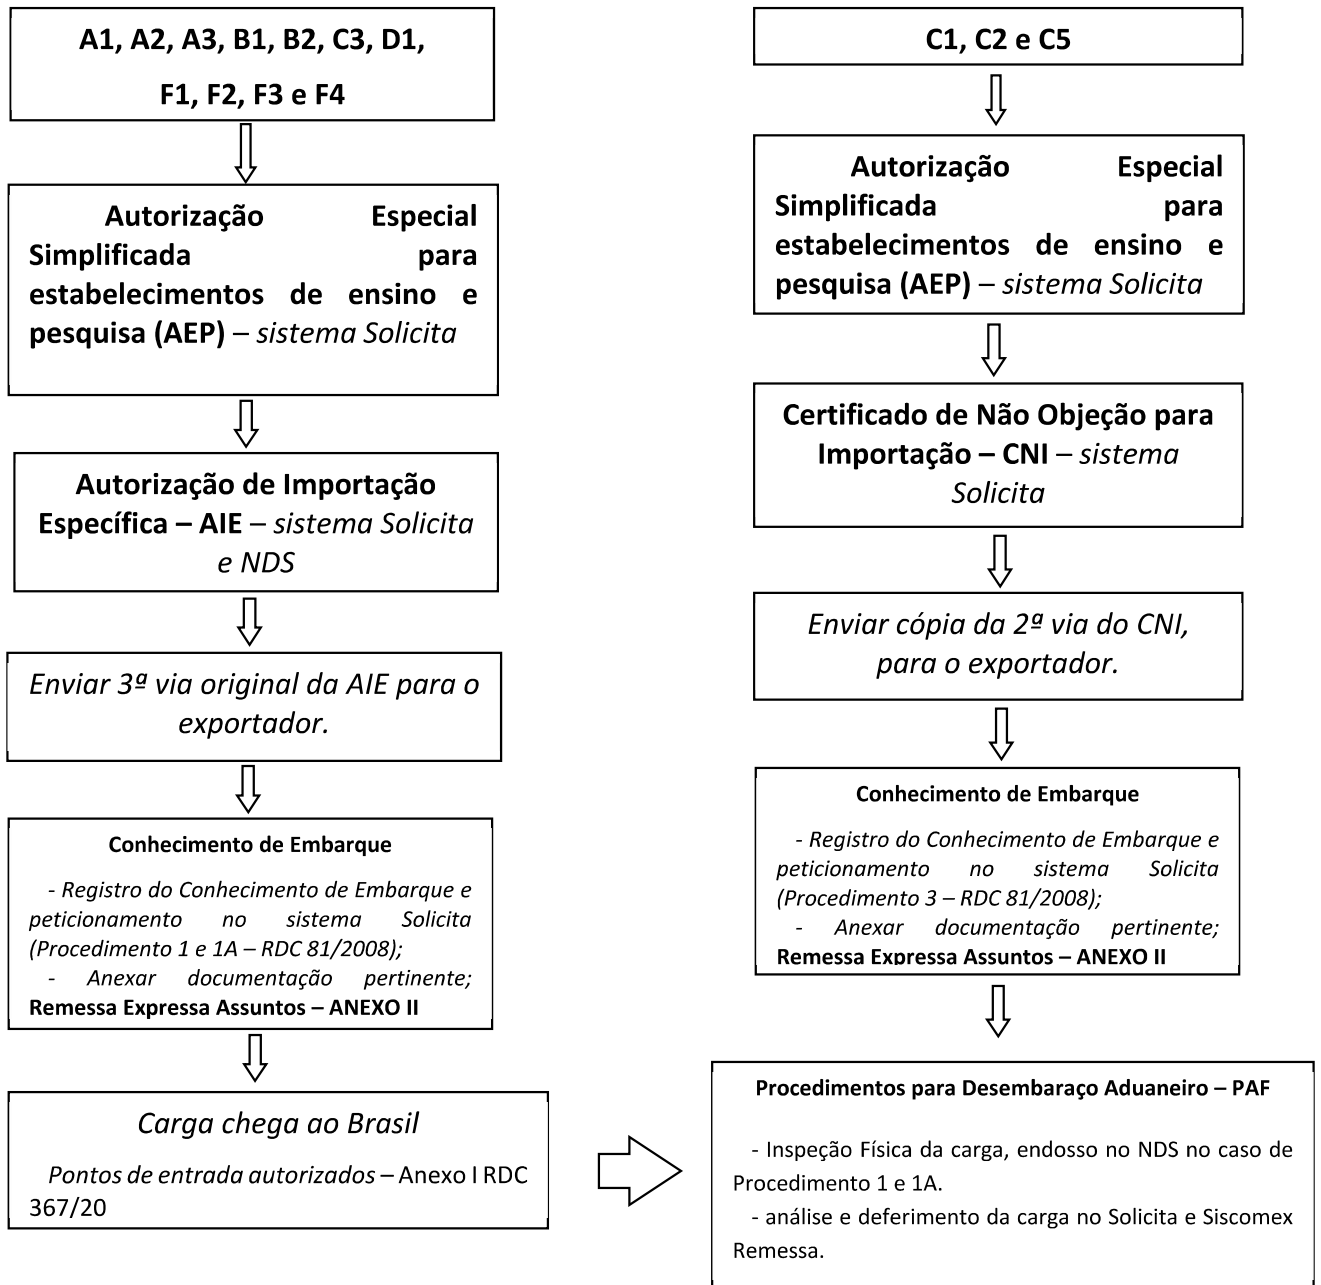 A1, A2, A3, B1, B2, C3, D1,
F1, F2, F3 e F4
Autorização Especial
Simplificada para
estabelecimentos de ensino e
pesquisa (AEP) – sistema Solicita
Autorização de Importação
Específica – AIE – sistema Solicita
e NDS
Enviar 3ª via original da AIE para o
exportador.
Conhecimento de Embarque
- Registro do Conhecimento de Embarque e
peticionamento no sistema Solicita
(Procedimento 1 e 1A – RDC 81/2008);
- Anexar documentação pertinente;
Remessa Expressa Assuntos – ANEXO II
Carga chega ao Brasil
Pontos de entrada autorizados – Anexo I RDC
367/20
C1, C2 e C5
Autorização Especial
Simplificada para
estabelecimentos de ensino e
pesquisa (AEP) – sistema Solicita
Certificado de Não Objeção para
Importação – CNI – sistema
Solicita
Enviar cópia da 2ª via do CNI,
para o exportador.
Conhecimento de Embarque
- Registro do Conhecimento de Embarque e
peticionamento no sistema Solicita
(Procedimento 3 – RDC 81/2008);
- Anexar documentação pertinente;
Remessa Expressa Assuntos – ANEXO II
Procedimentos para Desembaraço Aduaneiro – PAF
- Inspeção Física da carga, endosso no NDS no caso de
Procedimento 1 e 1A.
- análise e deferimento da carga no Solicita e Siscomex
Remessa.